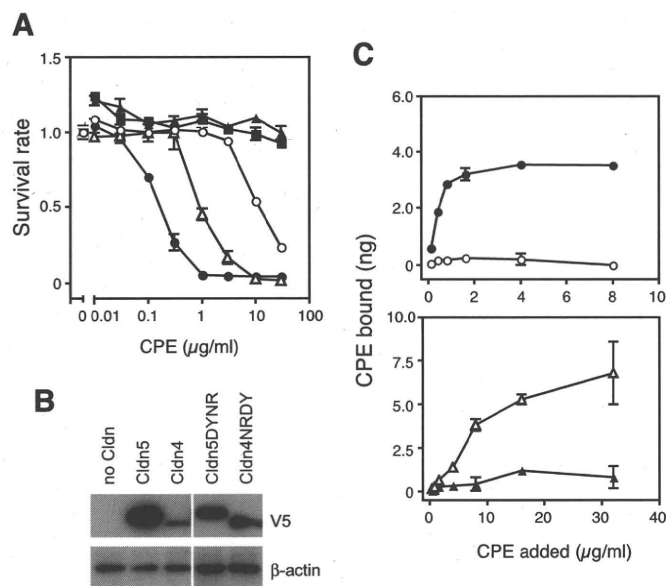 A
C
1.5
1.0
0.5
0
Survival rate
0 0.01 0.1 1 10 100
CPE (µg/ml)
B
no Cldn
Cldn5
Cldn4
Cldn5DYNR
Cldn4NRDY
V5
β-actin
6.0
4.0
2.0
0
0 2 4 6 8 10
CPE bound (ng)
10.0
7.5
5.0
2.5
0
0 10 20 30 40
CPE added (µg/ml)